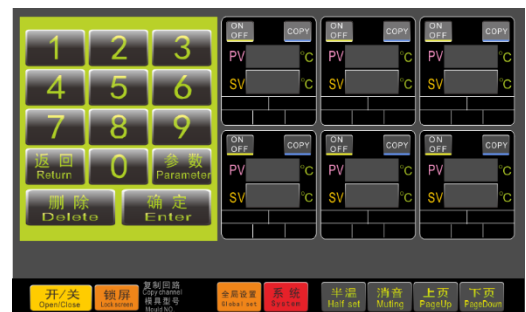 1 2 3
4 5 6
7 8 9
返回 0 参数
Return Parameter
删除 确定
Delete Enter
ON ON ON
OFF COPY OFF COPY OFF COPY
PV °C PV °C PV °C
SV °C SV °C SV °C
ON ON ON
OFF COPY OFF COPY OFF COPY
PV °C PV °C PV °C
SV °C SV °C SV °C
开/关
Open/Close
锁屏
Lock screen
复制回路
Copy channel
模具型号
Mould NO.
全局设置
Global set
系统
System
半温
Half set
消音
Muting
上页
PageUp
下页
PageDown